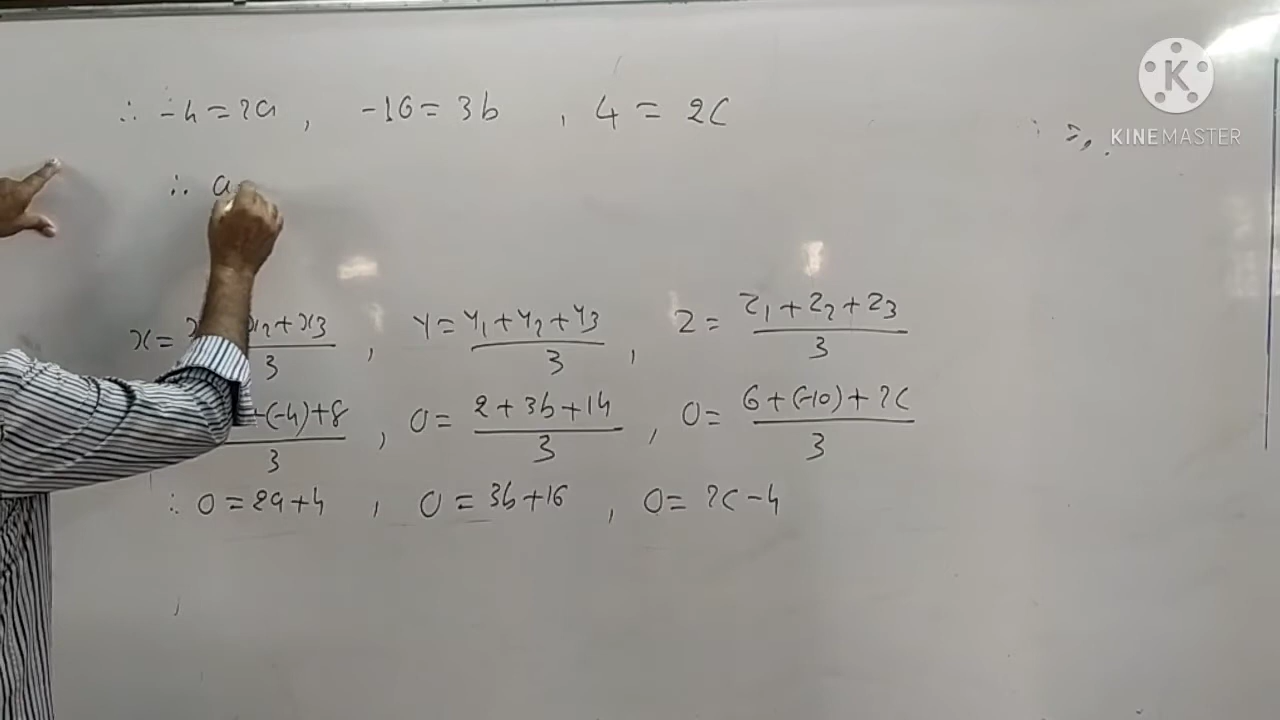 ∴ -4 = 2a , -16 = 3b , 4 = 2c
∴ a
x = x2 + x3 / 3 , y = y1 + y2 + y3 / 3 , z = z1 + z2 + z3 / 3
+(-4)+8 / 3 , 0 = 2 + 3b + 14 / 3 , 0 = 6 + (-10) + 2c / 3
∴ 0 = 2a + 4 , 0 = 3b + 16 , 0 = 2c - 4
K
KINEMASTER